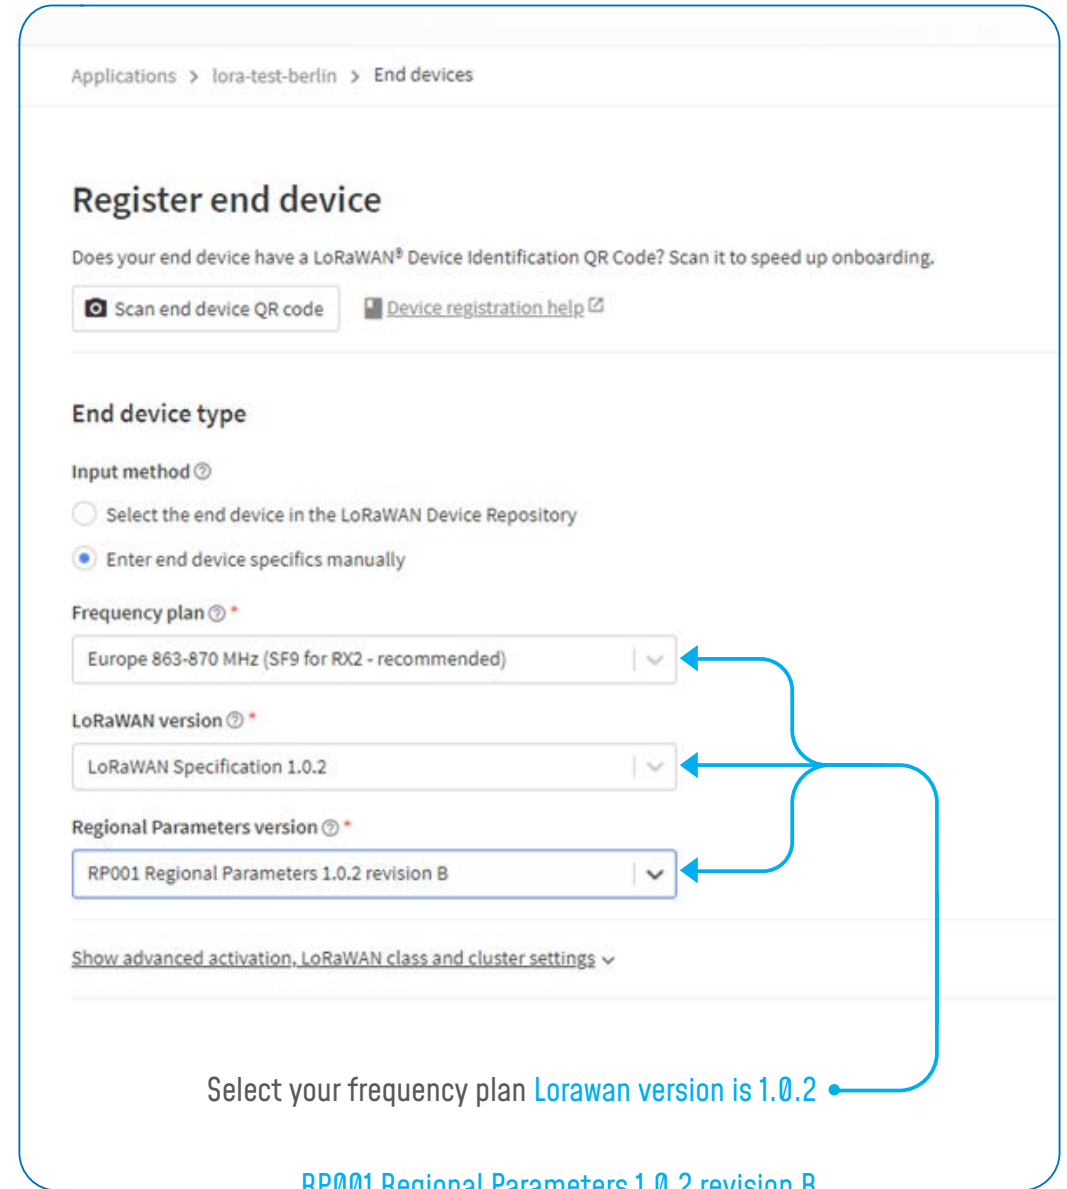 Applications > lora-test-berlin > End devices
Register end device
Does your end device have a LoRaWAN® Device Identification QR Code? Scan it to speed up onboarding.
Scan end device QR code Device registration help
End device type
Input method
Select the end device in the LoRaWAN Device Repository
Enter end device specifics manually
Frequency plan *
Europe 863-870 MHz (SF9 for RX2 - recommended)
LoRaWAN version *
LoRaWAN Specification 1.0.2
Regional Parameters version *
RP001 Regional Parameters 1.0.2 revision B
Show advanced activation, LoRaWAN class and cluster settings
Select your frequency plan Lorawan version is 1.0.2
RP001 Regional Parameters 1.0.2 revision B